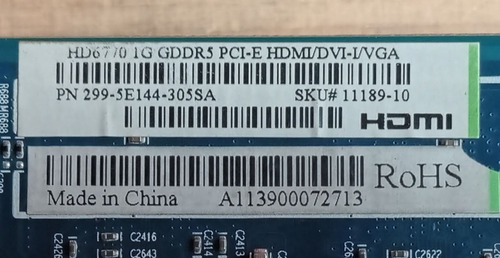 HD6770 1G GDDR5 PCI-E HDMI/DVI-I/VGA
PN 299-5E144-305SA SKU# 11189-10
HDMI
RoHS
Made in China A113900072713
C2416
C2643
C2414
C2413
C2622